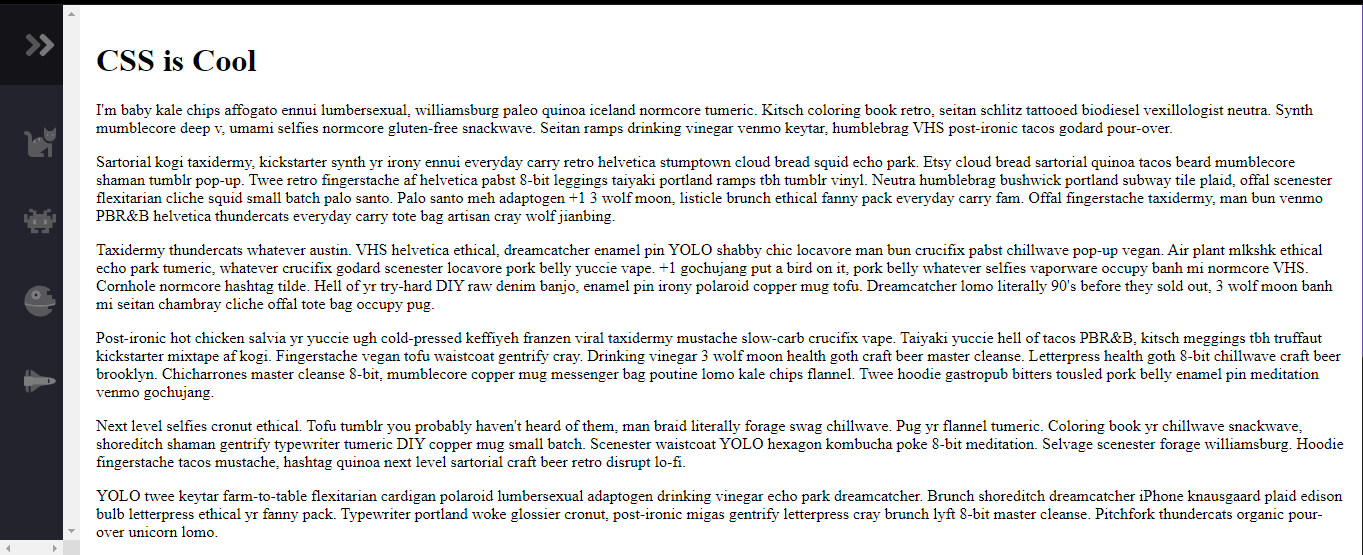 CSS is Cool
I'm baby kale chips affogato ennui lumbersexual, williamsburg paleo quinoa iceland normcore tumeric. Kitsch coloring book retro, seitan schlitz tattooed biodiesel vexillologist neutra. Synth
mumblecore deep v, umami selfies normcore gluten-free snackwave. Seitan ramps drinking vinegar venmo keytar, humblebrag VHS post-ironic tacos godard pour-over.
Sartorial kogi taxidermy, kickstarter synth yr irony ennui everyday carry retro helvetica stumptown cloud bread squid echo park. Etsy cloud bread sartorial quinoa tacos beard mumblecore
shaman tumblr pop-up. Twee retro fingerstache af helvetica pabst 8-bit leggings taiyaki portland ramps tbh tumblr vinyl. Neutra humblebrag bushwick portland subway tile plaid, offal scenester
flexitarian cliche squid small batch palo santo. Palo santo meh adaptogen +1 3 wolf moon, listicle brunch ethical fanny pack everyday carry fam. Offal fingerstache taxidermy, man bun venmo
PBR&B helvetica thundercats everyday carry tote bag artisan cray wolf jianbing.
Taxidermy thundercats whatever austin. VHS helvetica ethical, dreamcatcher enamel pin YOLO shabby chic locavore man bun crucifix pabst chillwave pop-up vegan. Air plant mlkshk ethical
echo park tumeric, whatever crucifix godard scenester locavore pork belly yuccie vape. +1 gochujang put a bird on it, pork belly whatever selfies vaporware occupy banh mi normcore VHS.
Cornhole normcore hashtag tilde. Hell of yr try-hard DIY raw denim banjo, enamel pin irony polaroid copper mug tofu. Dreamcatcher lomo literally 90's before they sold out, 3 wolf moon banh
mi seitan chambray cliche offal tote bag occupy pug.
Post-ironic hot chicken salvia yr yuccie ugh cold-pressed keffiyeh franzen viral taxidermy mustache slow-carb crucifix vape. Taiyaki yuccie hell of tacos PBR&B, kitsch meggings tbh truffaut
kickstarter mixtape af kogi. Fingerstache vegan tofu waistcoat gentrify cray. Drinking vinegar 3 wolf moon health goth craft beer master cleanse. Letterpress health goth 8-bit chillwave craft beer
brooklyn. Chicharrones master cleanse 8-bit, mumblecore copper mug messenger bag poutine lomo kale chips flannel. Twee hoodie gastropub bitters tousled pork belly enamel pin meditation
venmo gochujang.
Next level selfies cronut ethical. Tofu tumblr you probably haven't heard of them, man braid literally forage swag chillwave. Pug yr flannel tumeric. Coloring book yr chillwave snackwave,
shoreditch shaman gentrify typewriter tumeric DIY copper mug small batch. Scenester waistcoat YOLO hexagon kombucha poke 8-bit meditation. Selvage scenester forage williamsburg. Hoodie
fingerstache tacos mustache, hashtag quinoa next level sartorial craft beer retro disrupt lo-fi.
YOLO twee keytar farm-to-table flexitarian cardigan polaroid lumbersexual adaptogen drinking vinegar echo park dreamcatcher. Brunch shoreditch dreamcatcher iPhone knausgaard plaid edison
bulb letterpress ethical yr fanny pack. Typewriter portland woke glossier cronut, post-ironic migas gentrify letterpress cray brunch lyft 8-bit master cleanse. Pitchfork thundercats organic pour-
over unicorn lomo.